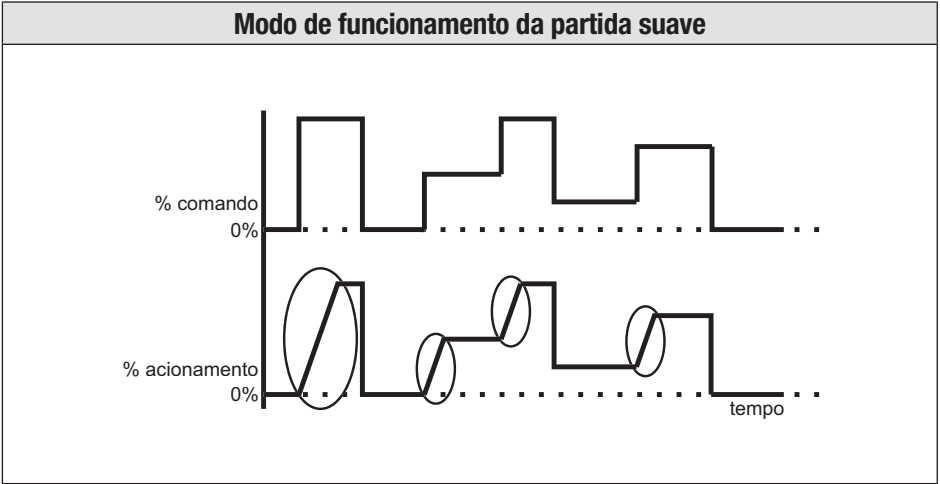 Modo de funcionamento da partida suave
% comando
0%
% acionamento
0%
tempo